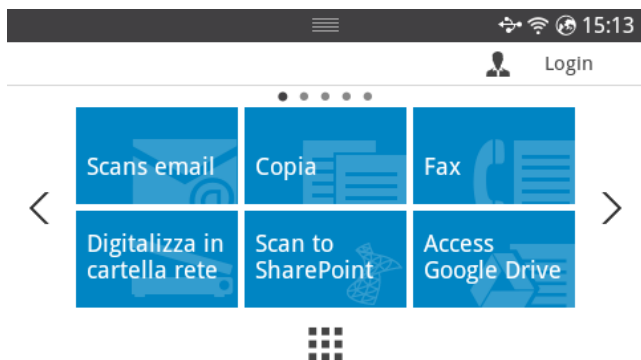 15:13
Login
Scans email
Copia
Fax
Digitalizza in
cartella rete
Scan to
SharePoint
Access
Google Drive